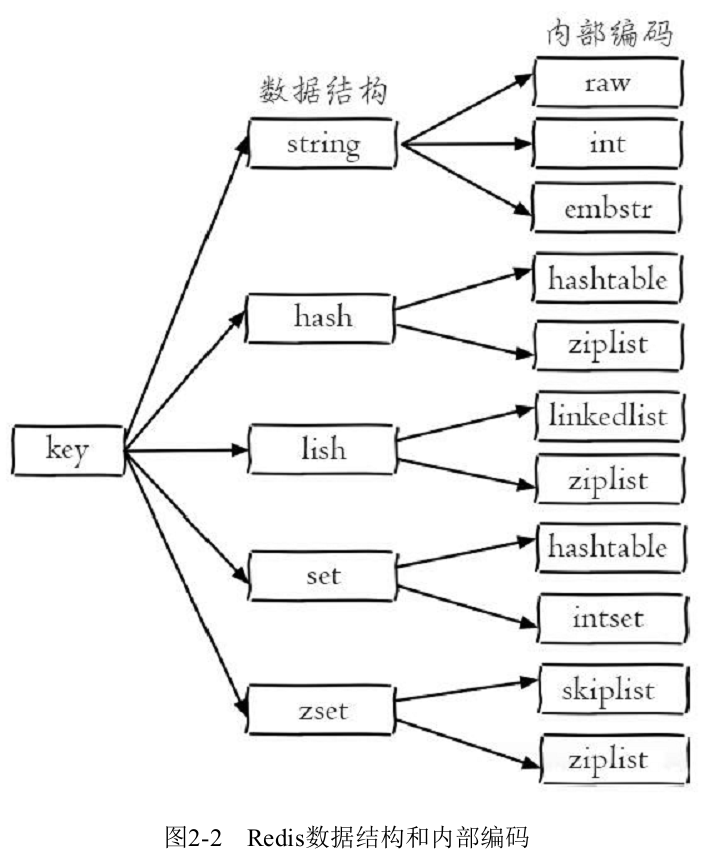 内部编码
数据结构
raw
string
int
embstr
hashtable
hash
ziplist
linkedlist
key
lish
ziplist
hashtable
set
intset
skiplist
zset
ziplist
图2-2 Redis数据结构和内部编码